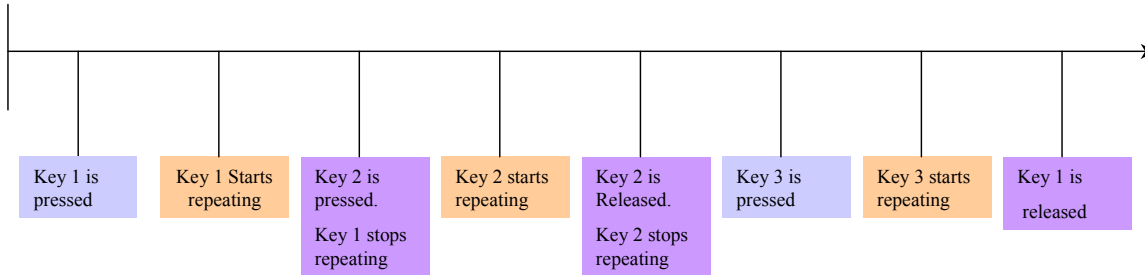 Key 1 is
pressed
Key 1 Starts
repeating
Key 2 is
pressed.
Key 1 stops
repeating
Key 2 starts
repeating
Key 2 is
Released.
Key 2 stops
repeating
Key 3 is
pressed
Key 3 starts
repeating
Key 1 is
released